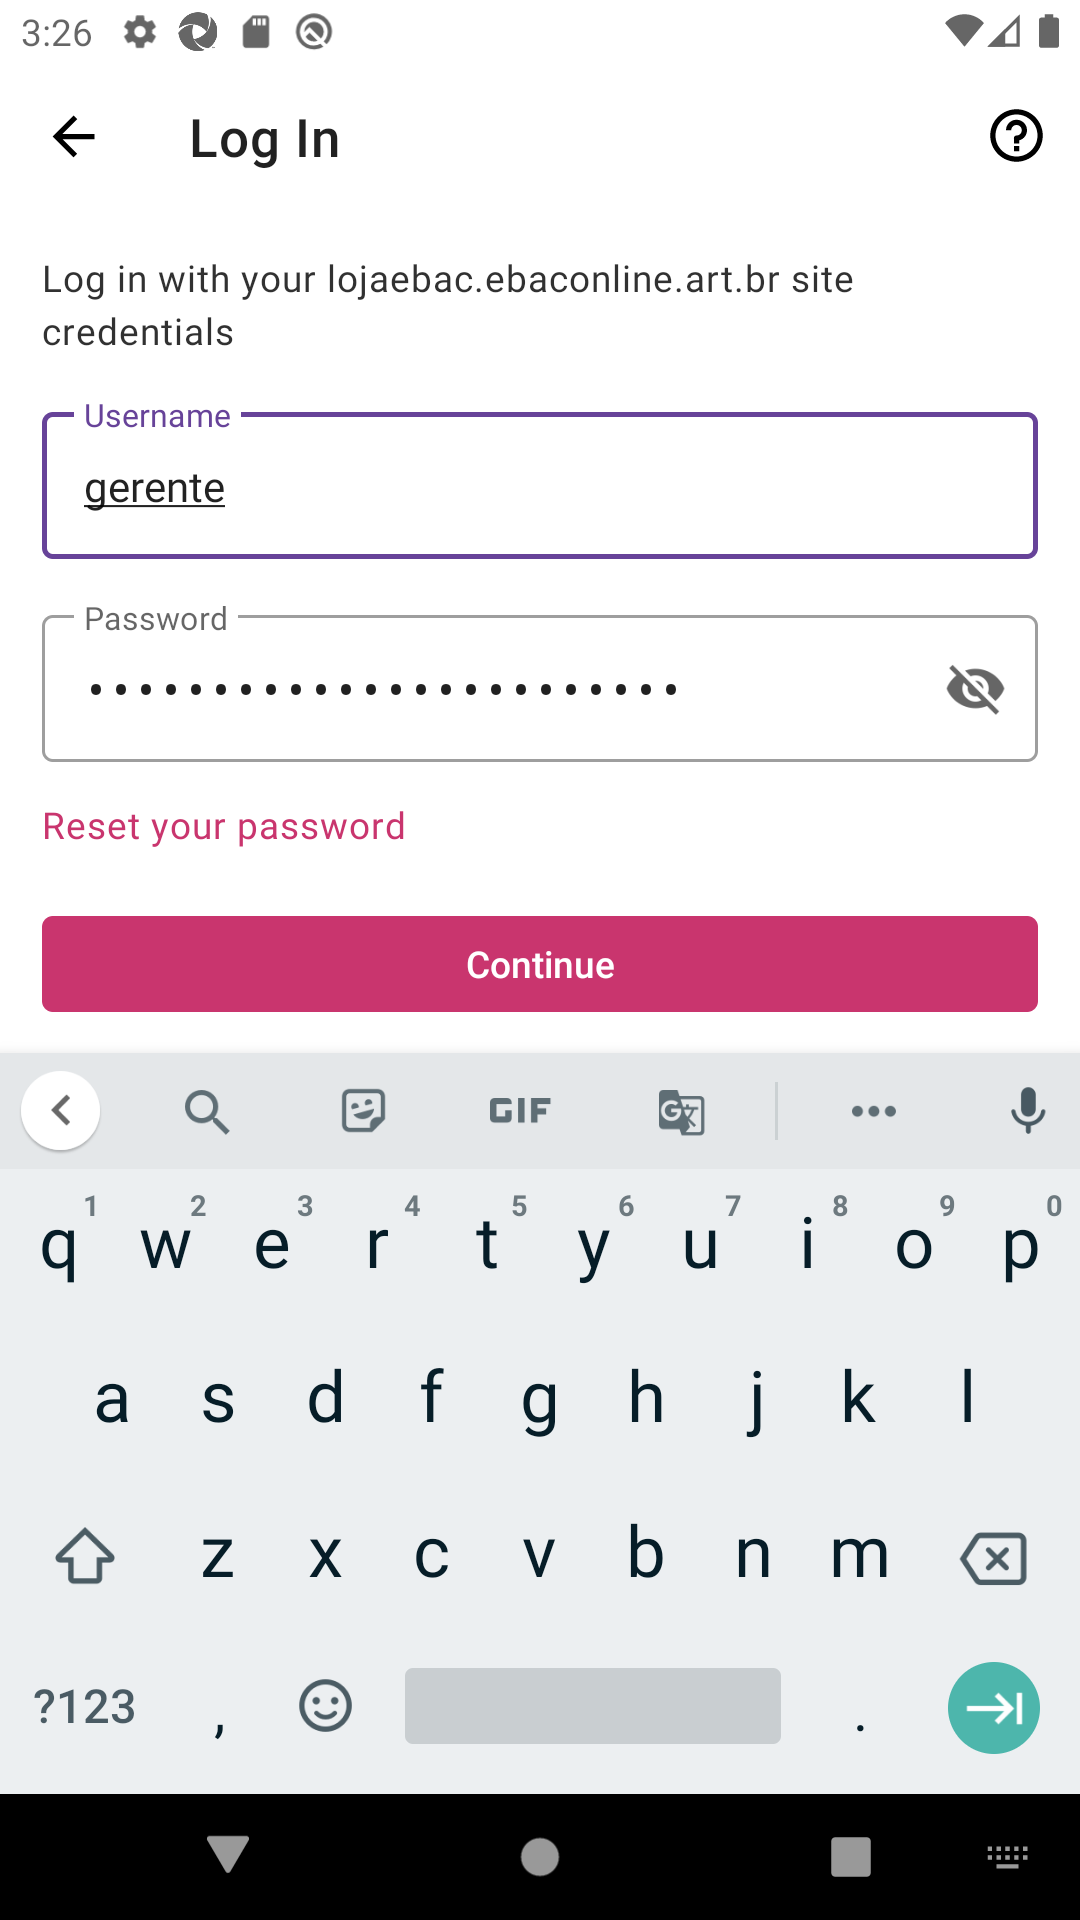 3:26
Log In
Log in with your lojaebac.ebaconline.art.br site
credentials
Username
gerente
Password
••••••••••••••••••••••••
Reset your password
Continue
GIF
1 2 3 4 5 6 7 8 9 0
q w e r t y u i o p
a s d f g h j k l
z x c v b n m
?123 , .